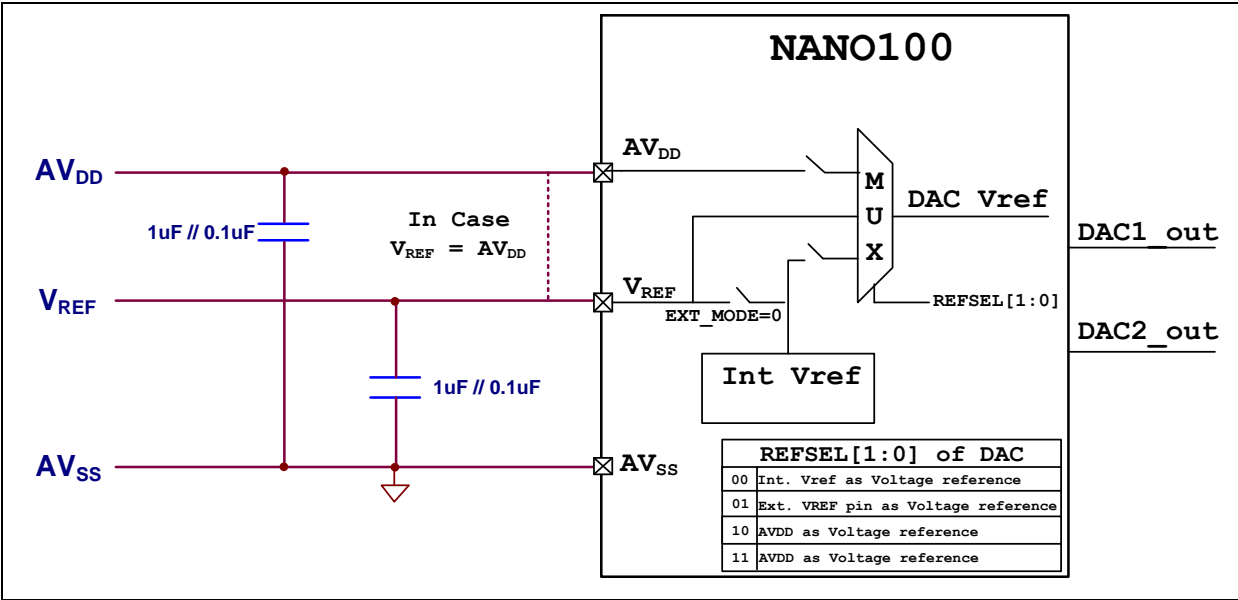 NANO100
AVDD
AVDD
1uF // 0.1uF
In Case
VREF = AVDD
M
U
X
DAC Vref
DAC1_out
VREF
VREF
EXT_MODE=0
REFSEL[1:0]
DAC2_out
Int Vref
1uF // 0.1uF
AVSS
AVSS
REFSEL[1:0] of DAC
00 Int. Vref as Voltage reference
01 Ext. VREF pin as Voltage reference
10 AVDD as Voltage reference
11 AVDD as Voltage reference